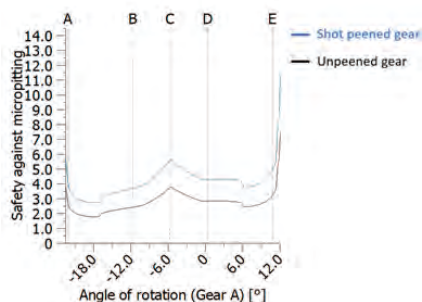 A B C D E
Shot peened gear
Unpeened gear
Safety against micropitting
14.0
13.0
12.0
11.0
10.0
9.0
8.0
7.0
6.0
5.0
4.0
3.0
2.0
1.0
0
-18.0 -12.0 -6.0 0 6.0 12.0
Angle of rotation (Gear A) [°]